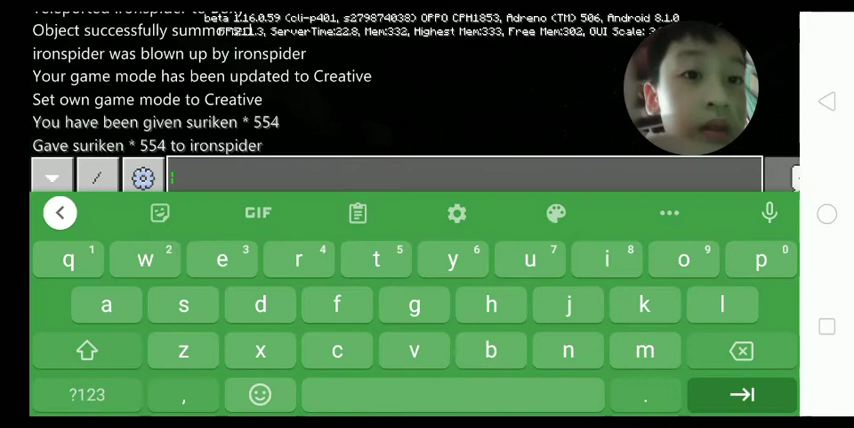 beta 1.16.0.59 (cli-p401, s279874038) OPPO CPH1853, Adreno (TM) 506, Android 8.1.0
ServerTime:22.8, Mem:332, Highest Mem:333, Free Mem:302, GUI Scale:
Object successfully
ironspider was blown up by ironspider
Your game mode has been updated to Creative
Set own game mode to Creative
You have been given suriken * 554
Gave suriken * 554 to ironspider
/
GIF
q 1 w 2 e 3 r 4 t 5 y 6 u 7 i 8 o 9 p 0
a s d f g h j k l
z x c v b n m
?123 , .